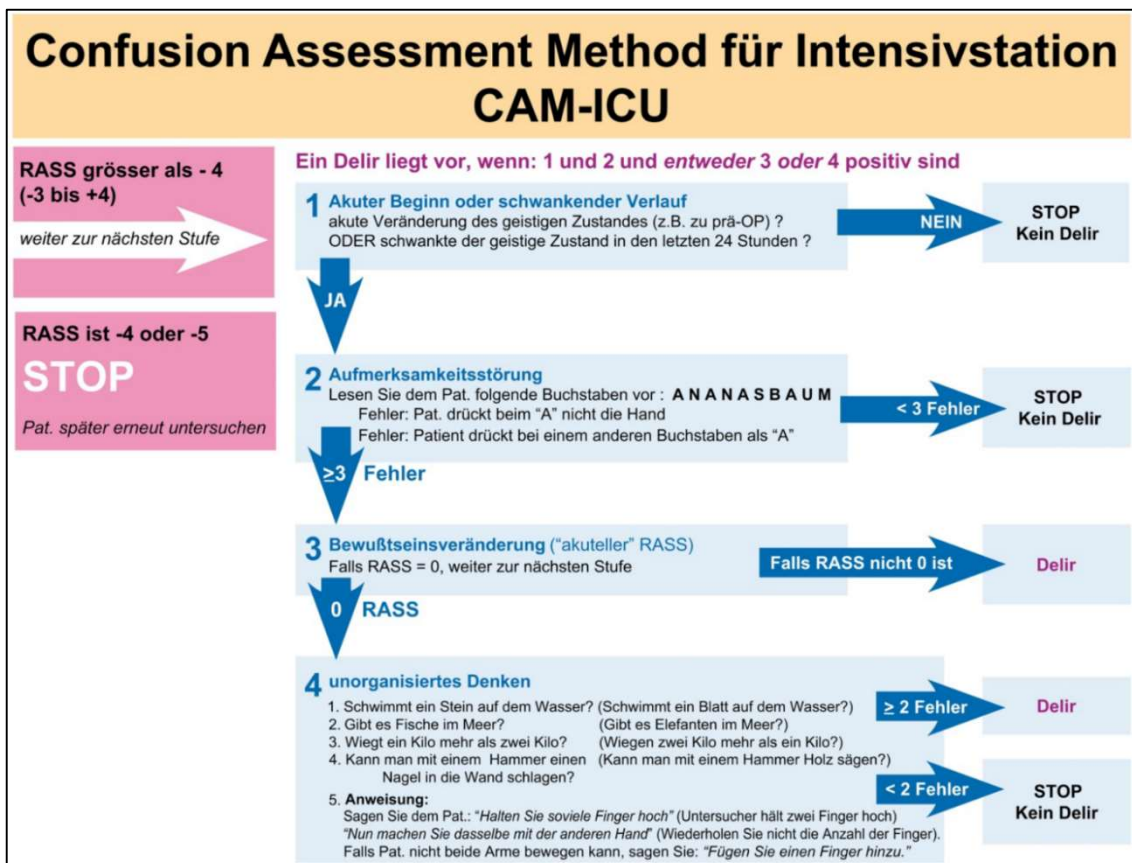 Confusion Assessment Method für Intensivstation
CAM-ICU
RASS grösser als - 4
(-3 bis +4)
weiter zur nächsten Stufe
RASS ist -4 oder -5
STOP
Pat. später erneut untersuchen
Ein Delir liegt vor, wenn: 1 und 2 und entweder 3 oder 4 positiv sind
1 Akuter Beginn oder schwankender Verlauf
akute Veränderung des geistigen Zustandes (z.B. zu prä-OP) ?
ODER schwankte der geistige Zustand in den letzten 24 Stunden ?
NEIN
STOP
Kein Delir
JA
2 Aufmerksamkeitsstörung
Lesen Sie dem Pat. folgende Buchstaben vor : A N A N A S B A U M
Fehler: Pat. drückt beim “A” nicht die Hand
Fehler: Patient drückt bei einem anderen Buchstaben als “A”
< 3 Fehler
STOP
Kein Delir
≥3 Fehler
3 Bewußtseinsveränderung (“akuteller” RASS)
Falls RASS = 0, weiter zur nächsten Stufe
Falls RASS nicht 0 ist
Delir
0 RASS
4 unorganisiertes Denken
1. Schwimmt ein Stein auf dem Wasser? (Schwimmt ein Blatt auf dem Wasser?)
2. Gibt es Fische im Meer? (Gibt es Elefanten im Meer?)
3. Wiegt ein Kilo mehr als zwei Kilo? (Wiegen zwei Kilo mehr als ein Kilo?)
4. Kann man mit einem Hammer einen (Kann man mit einem Hammer Holz sägen?)
Nagel in die Wand schlagen?
≥ 2 Fehler
Delir
< 2 Fehler
STOP
Kein Delir
5. Anweisung:
Sagen Sie dem Pat.: “Halten Sie soviele Finger hoch” (Untersucher hält zwei Finger hoch)
“Nun machen Sie dasselbe mit der anderen Hand” (Wiederholen Sie nicht die Anzahl der Finger).
Falls Pat. nicht beide Arme bewegen kann, sagen Sie: “Fügen Sie einen Finger hinzu.”